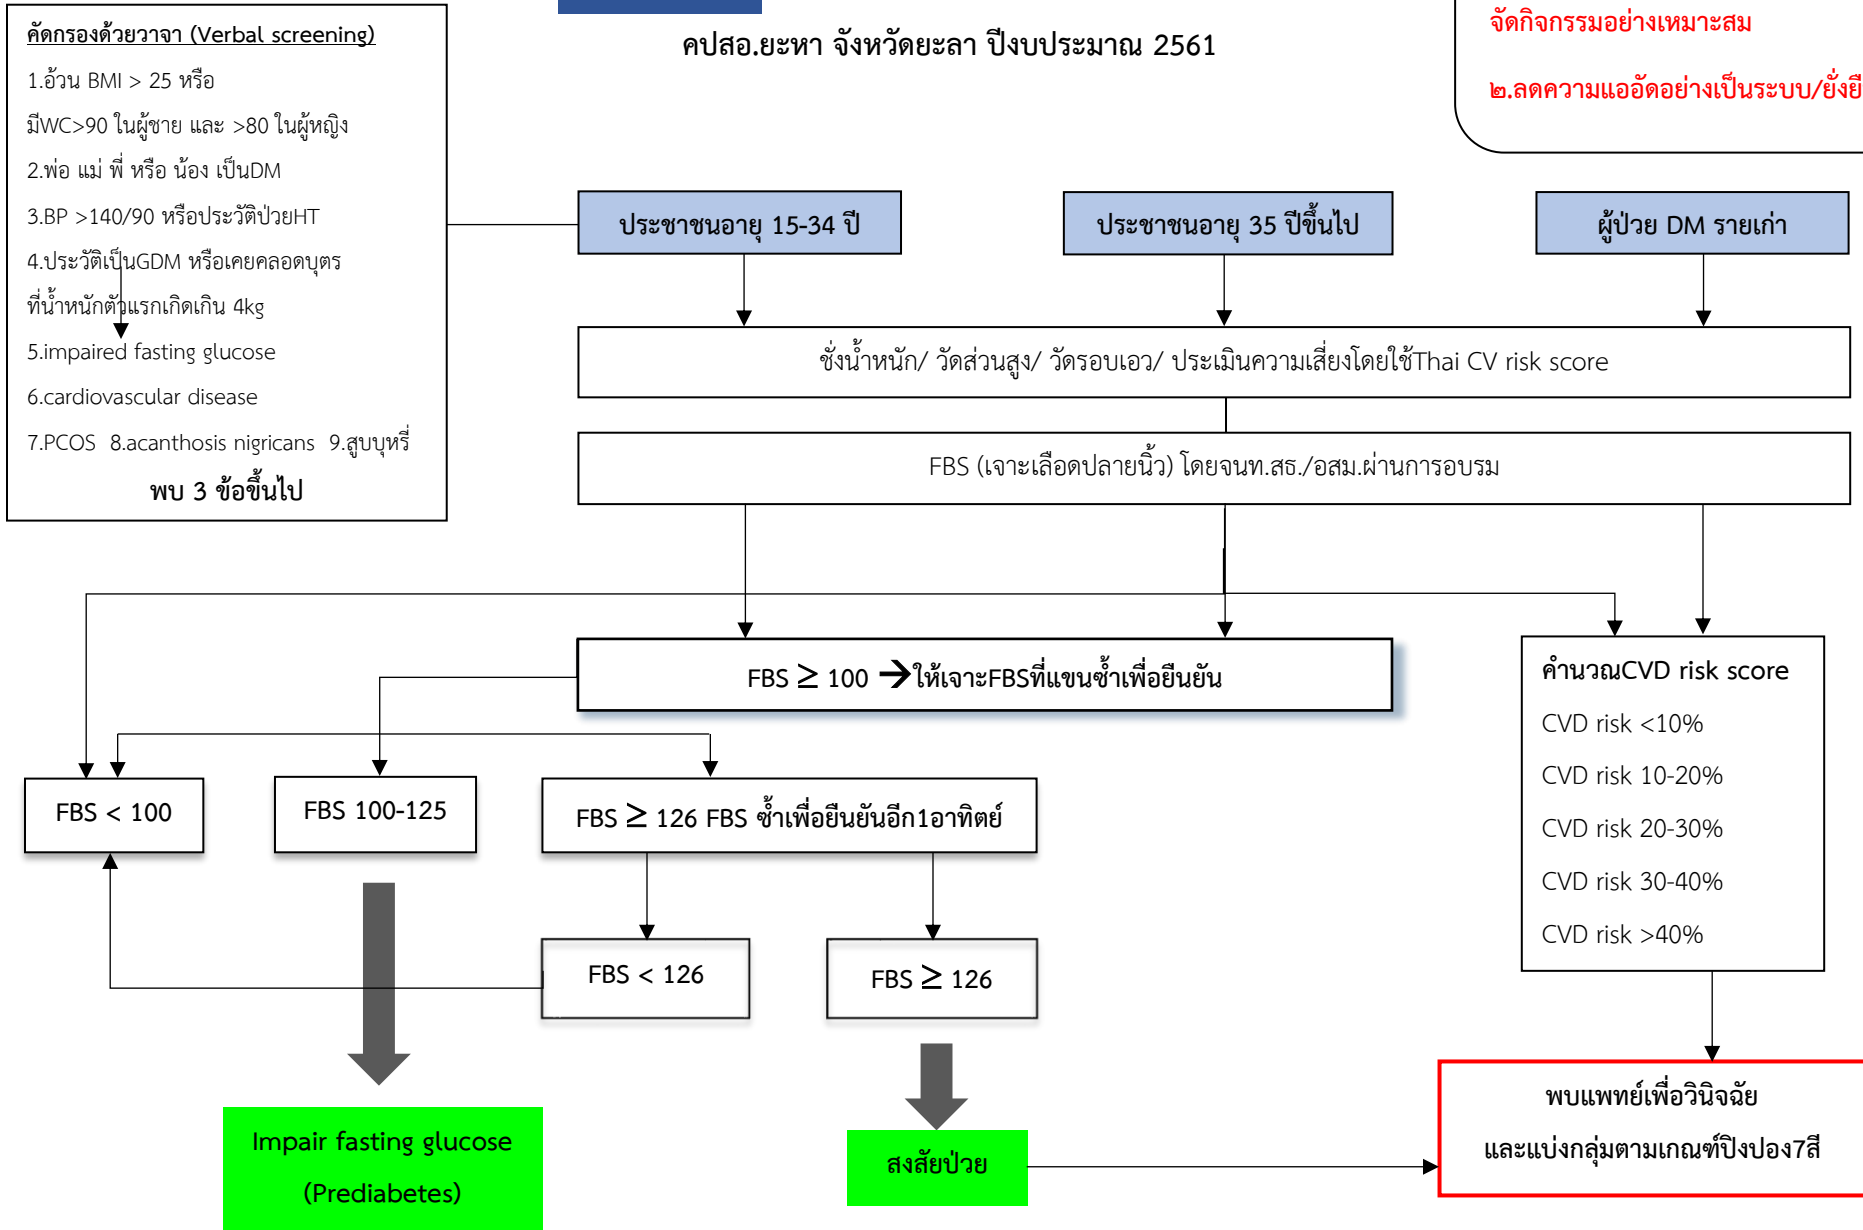 คัดกรองด้วยวาจา (Verbal screening)
1.อ้วน BMI > 25 หรือ
มีWC>90 ในผู้ชาย และ >80 ในผู้หญิง
2.พ่อ แม่ พี่ หรือ น้อง เป็นDM
3.BP >140/90 หรือประวัติป่วยHT
4.ประวัติเป็นGDM หรือเคยคลอดบุตร
ที่น้ำหนักตัวแรกเกิดเกิน 4kg
5.impaired fasting glucose
6.cardiovascular disease
7.PCOS 8.acanthosis nigricans 9.สูบบุหรี่
พบ 3 ข้อขึ้นไป
คปสอ.ยะหา จังหวัดยะลา ปีงบประมาณ 2561
จัดกิจกรรมอย่างเหมาะสม
๒.ลดความแออัดอย่างเป็นระบบ/
ประชาชนอายุ 15-34 ปี
ประชาชนอายุ 35 ปีขึ้นไป
ผู้ป่วย DM รายเก่า
ชั่งน้ำหนัก/ วัดส่วนสูง/ วัดรอบเอว/ ประเมินความเสี่ยงโดยใช้Thai CV risk score
FBS (เจาะเลือดปลายนิ้ว) โดยจนท.สธ./อสม.ผ่านการอบรม
FBS ≥ 100 ➔ให้เจาะFBSที่แขนซ้ำเพื่อยืนยัน
คำนวณCVD risk score
CVD risk <10%
CVD risk 10-20%
CVD risk 20-30%
CVD risk 30-40%
CVD risk >40%
FBS < 100
FBS 100-125
FBS ≥ 126 FBS ซ้ำเพื่อยืนยันอีก1อาทิตย์
FBS < 126
FBS ≥ 126
Impair fasting glucose
(Prediabetes)
สงสัยป่วย
พบแพทย์เพื่อวินิจฉัย
และแบ่งกลุ่มตามเกณฑ์ปิงปอง7สี